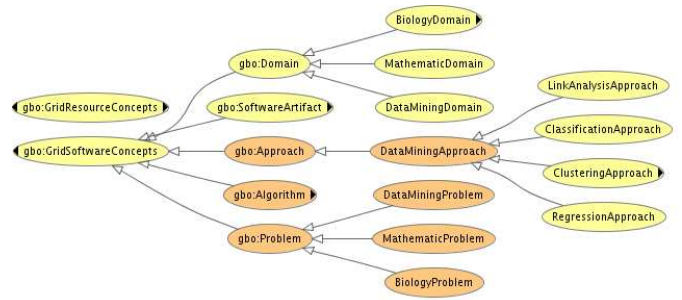 BiologyDomain
gbo:Domain
MathematicDomain
DataMiningDomain
LinkAnalysisApproach
gbo:GridResourceConcepts
gbo:SoftwareArtifact
ClassificationApproach
gbo:GridSoftwareConcepts
gbo:Approach
DataMiningApproach
ClusteringApproach
gbo:Algorithm
DataMiningProblem
RegressionApproach
gbo:Problem
MathematicProblem
BiologyProblem